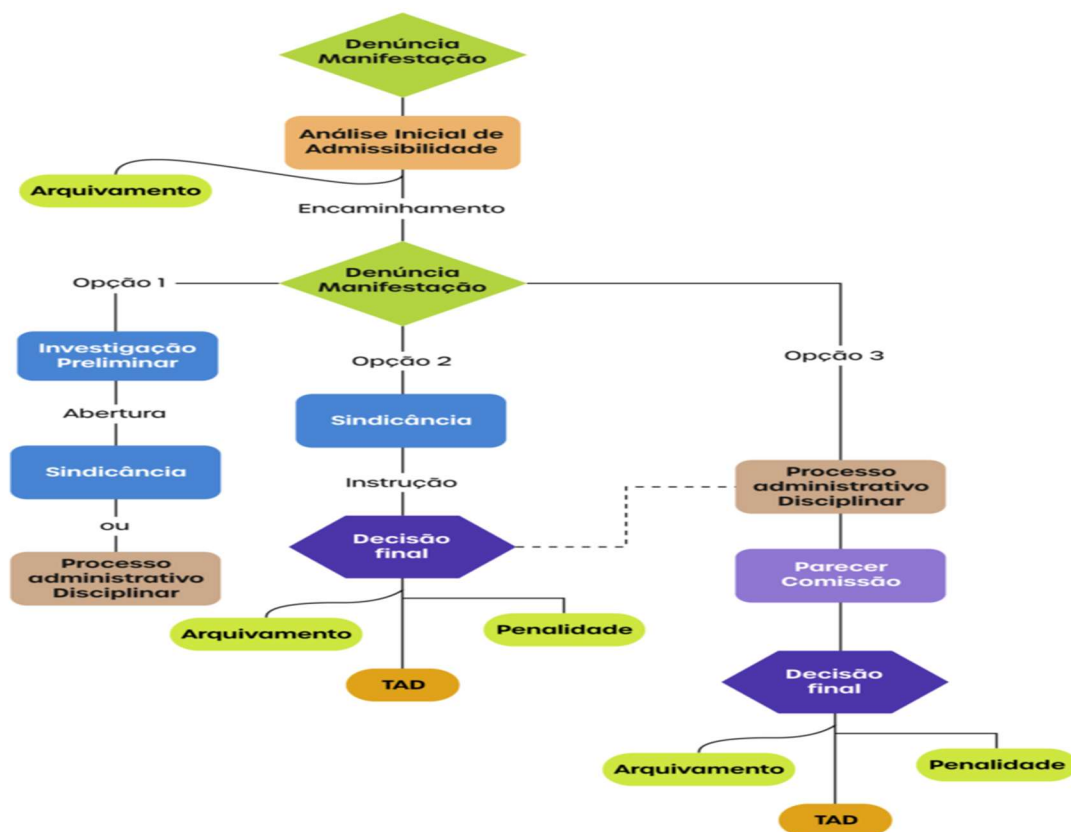 Denúncia
Manifestação
Análise Inicial de
Admissibilidade
Arquivamento
Encaminhamento
Denúncia
Manifestação
Opção 1
Investigação
Preliminar
Abertura
Sindicância
ou
Processo
administrativo
Disciplinar
Opção 2
Sindicância
Instrução
Decisão
final
Arquivamento
Penalidade
TAD
Opção 3
Processo
administrativo
Disciplinar
Parecer
Comissão
Decisão
final
Arquivamento
Penalidade
TAD